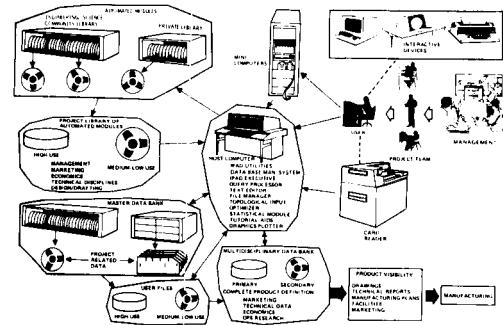 AUTOMATED MODULES
ENGINEERING SCIENCE
COMMUNITY LIBRARY
PRIVATE LIBRARY
MINI
COMPUTERS
INTERACTIVE
DEVICES
USER
PROJECT TEAM
MANAGEMENT
PROJECT LIBRARY OF
AUTOMATED MODULES
HIGH USE
MEDIUM-LOW USE
MANAGEMENT
MARKETING
ECONOMICS
TECHNICAL DISCIPLINES
DESIGN/DRAFTING
HOST COMPUTER
IPAD UTILITIES
DATA BASE MAN. SYSTEM
IPAD EXECUTIVE
QUERY PROCESSOR
TEXT EDITOR
FILE MANAGER
TOPOLOGICAL INPUT
OPTIMIZER
STATISTICAL MODULE
TUTORIAL AIDS
GRAPHICS PLOTTER
CARD
READER
MASTER DATA BANK
PROJECT
RELATED
DATA
USER FILES
HIGH USE
MEDIUM-LOW USE
MULTIDISCIPLINARY DATA BANK
PRIMARY
SECONDARY
COMPLETE PRODUCT DEFINITION
MARKETING
TECHNICAL DATA
ECONOMICS
OPS RESEARCH
PRODUCT VISIBILITY
DRAWINGS
TECHNICAL REPORTS
MANUFACTURING PLANS
FACILITIES
MARKETING
MANUFACTURING